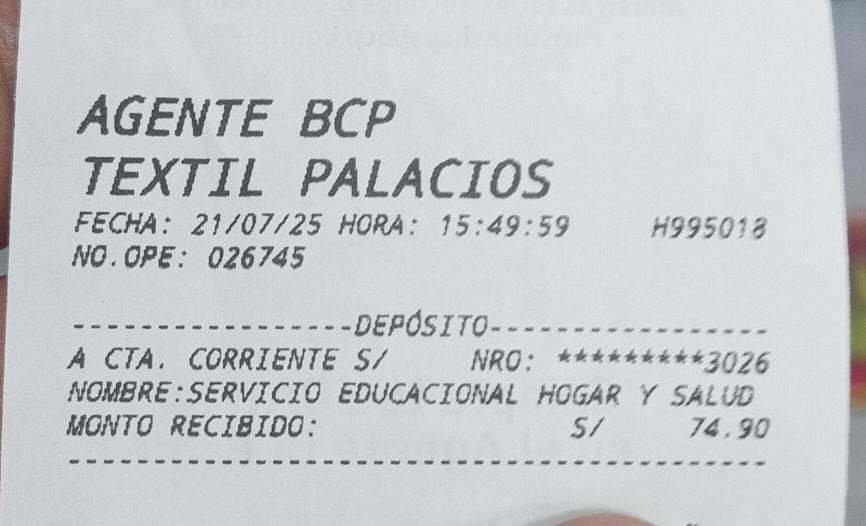 AGENTE BCP
TEXTIL PALACIOS
FECHA: 21/07/25 HORA: 15:49:59 H995018
NO.OPE: 026745
-----------------DEPÓSITO-----------------
A CTA. CORRIENTE S/ NRO: *********3026
NOMBRE:SERVICIO EDUCACIONAL HOGAR Y SALUD
MONTO RECIBIDO: S/ 74.90
------------------------------------------